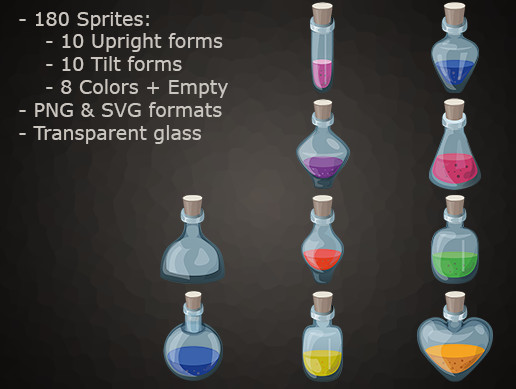 - 180 Sprites:
- 10 Upright forms
- 10 Tilt forms
- 8 Colors + Empty
- PNG & SVG formats
- Transparent glass